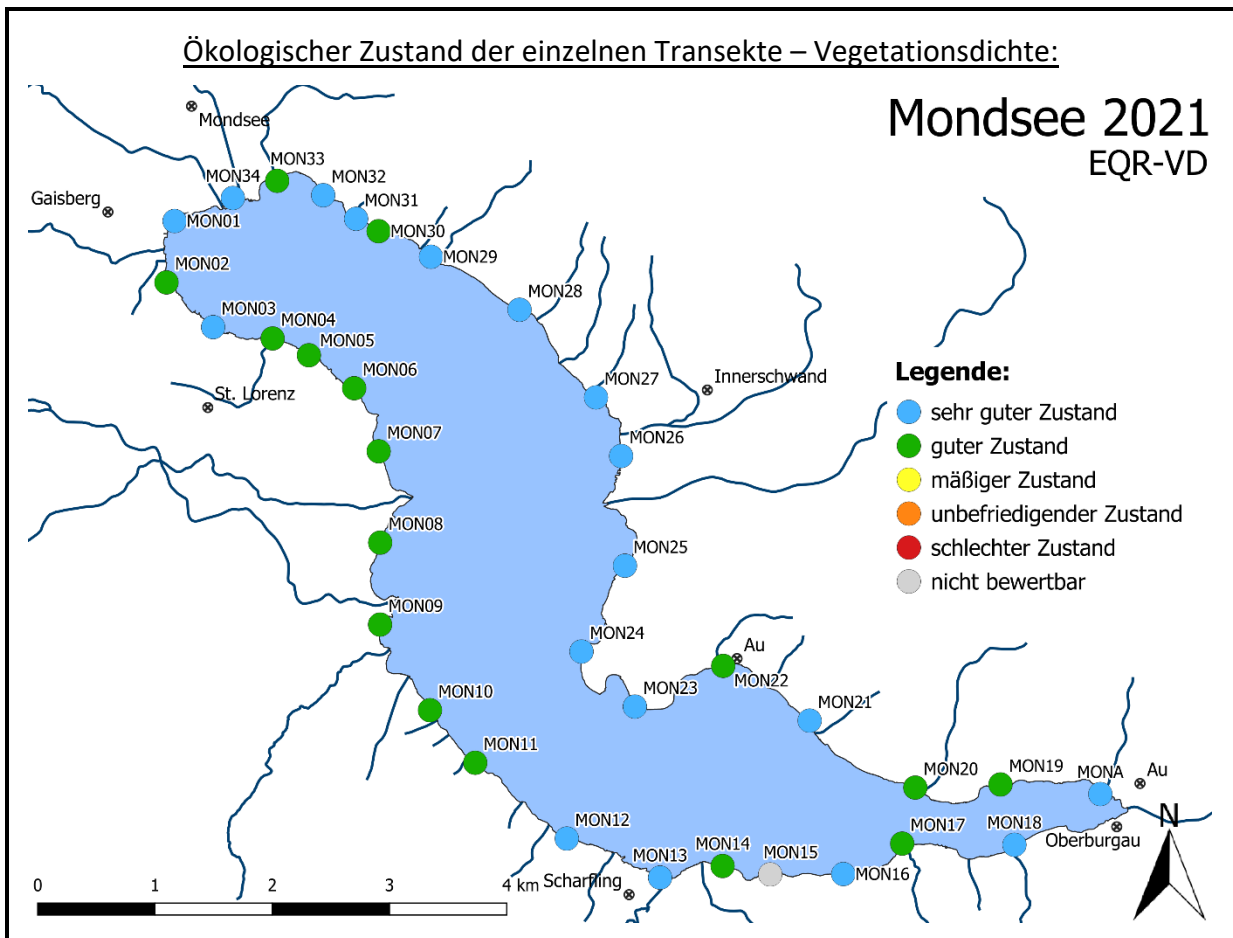 Ökologischer Zustand der einzelnen Transekte – Vegetationsdichte:
Mondsee 2021
EQR-VD
Mondsee
Gaisberg
MON33
MON34
MON32
MON31
MON01
MON30
MON29
MON02
MON28
MON03
MON04
MON05
MON06
St. Lorenz
MON27
Innerschwand
MON26
MON07
MON08
MON25
MON09
MON24
Au
MON22
MON23
MON10
MON21
MON11
MON20
MON19
MONA
Au
MON12
MON17
MON18
Oberburgau
MON13
MON14
MON15
MON16
Scharfling
Legende:
sehr guter Zustand
guter Zustand
mäßiger Zustand
unbefriedigender Zustand
schlechter Zustand
nicht bewertbar
0 1 2 3 4 km
N